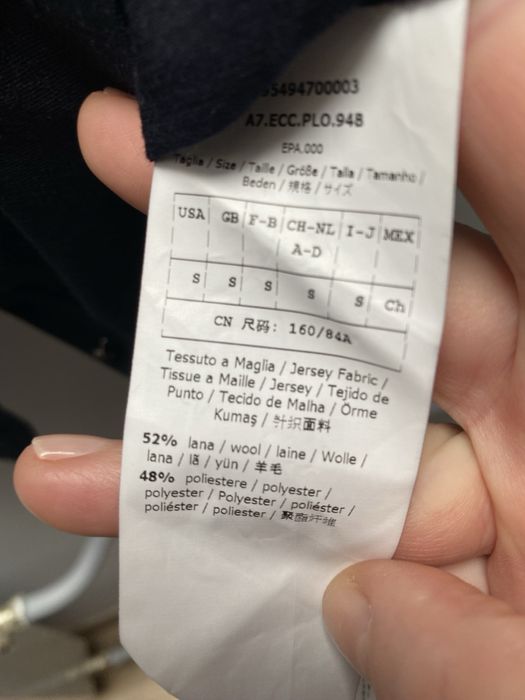 5494700003
A7.ECC.PLO.948
EPA.000
Taglia / Size / Taille / Größe / Talla / Tamanho /
Beden / 規格 / サイズ
USA GB F-B CH-NL I-J MEX
A-D
S S S S S Ch
CN 尺码: 160/84A
Tessuto a Maglia / Jersey Fabric /
Tissue a Maille / Jersey / Tejido de
Punto / Tecido de Malha / Örme
Kumaş / 针织面料
52% lana / wool / laine / Wolle /
lana / lã / yün / 羊毛
48% poliestere / polyester /
polyester / Polyester / poliéster /
poliéster / poliester / 聚酯纤维